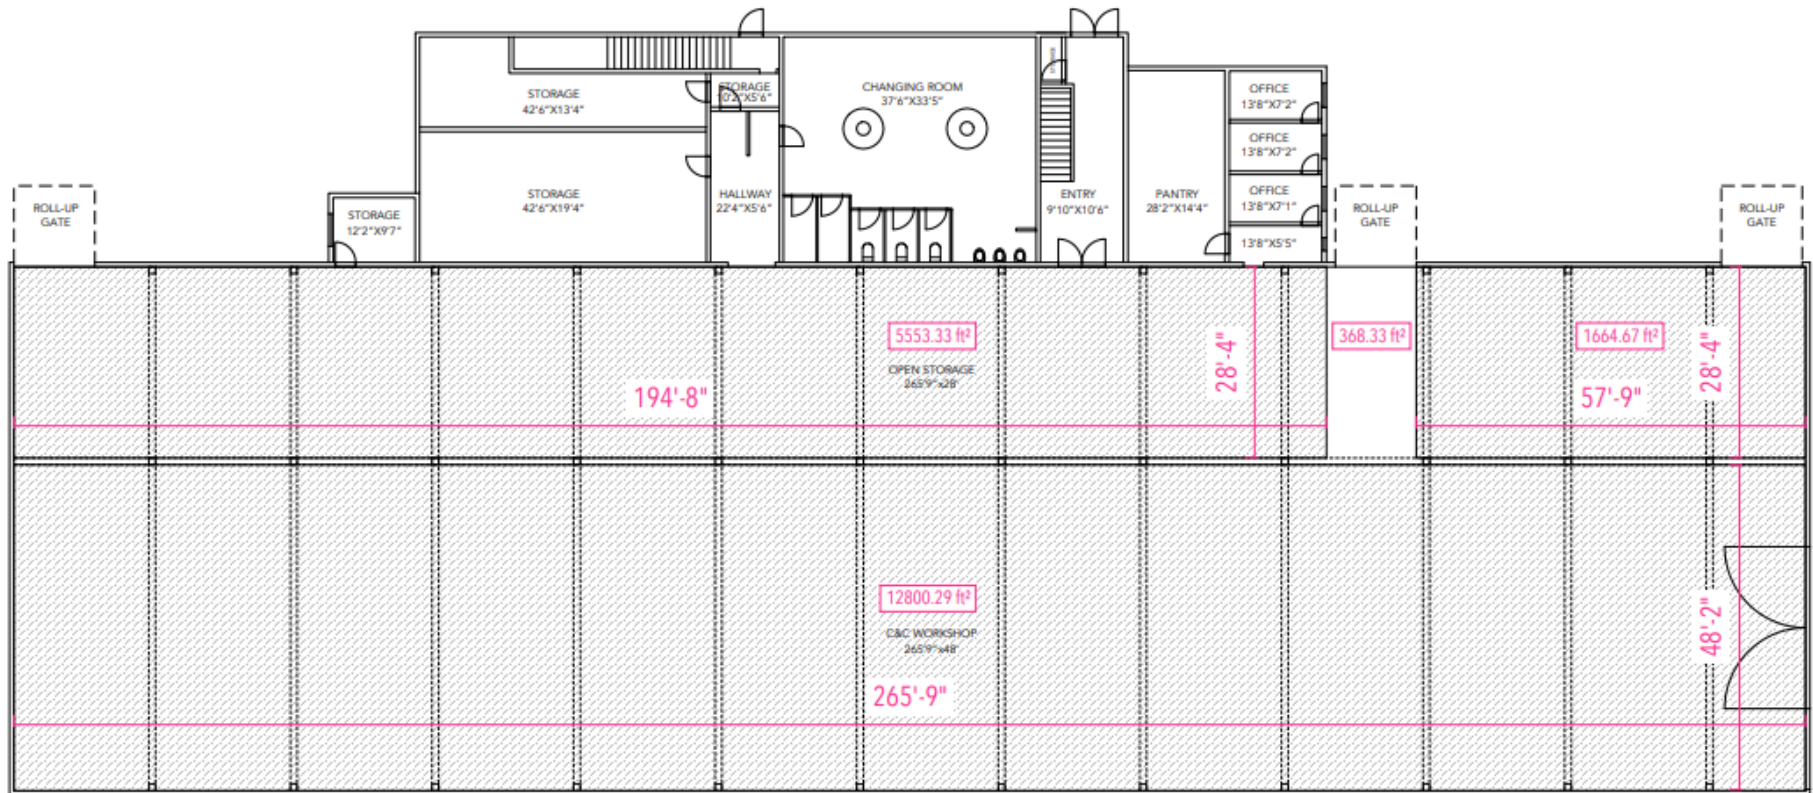 STORAGE
42'6"X13'4"
STORAGE
10'2"X5'6"
CHANGING ROOM
37'6"X33'5"
OFFICE
13'8"X7'2"
OFFICE
13'8"X7'2"
OFFICE
13'8"X7'1"
13'8"X5'5"
STORAGE
42'6"X19'4"
HALLWAY
22'4"X5'6"
ENTRY
9'10"X10'6"
PANTRY
28'2"X14'4"
ROLL-UP
GATE
STORAGE
12'2"X9'7"
ROLL-UP
GATE
ROLL-UP
GATE
5553.33 ft²
OPEN STORAGE
265'9"x28'
194'-8"
28'-4"
368.33 ft²
1664.67 ft²
57'-9"
28'-4"
12800.29 ft²
C&C WORKSHOP
265'9"x48'
265'-9"
48'-2"